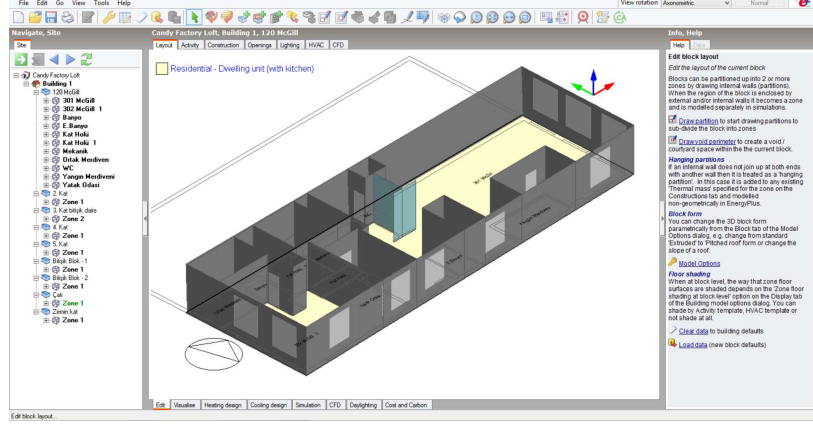 File Edit Go View Tools Help
View rotation Axonometric Normal
Navigate, Site
Site
Candy Factory Loft
Building 1
120 McGill
301 McGill
302 McGill 1
Banyo
E.Banyo
Kat Holü
Kat Holü 1
Mekanik
Ortak Merdiven
WC
Yangın Merdiveni
Yatak Odasi
2. Kat
Zone 1
3. Kat bitişik daire
Zone 2
4. Kat
Zone 1
5. Kat
Zone 1
Bitişik Blok - 1
Zone 1
Bitişik Blok - 2
Zone 1
Çatı
Zone 1
Zemin kat
Zone 1
Candy Factory Loft, Building 1, 120 McGill
Layout Activity Construction Openings Lighting HVAC CFD
Residential - Dwelling unit (with kitchen)
Edit Visualise Heating design Cooling design Simulation CFD Daylighting Cost and Carbon
Info, Help
Help Data
Edit block layout
Edit the layout of the current block
Blocks can be partitioned up into 2 or more
zones by drawing internal walls (partitions).
When the region of the block is enclosed by
external and/or internal walls it becomes a zone
and is modelled separately in simulations.
Draw partition to start drawing partitions to
sub-divide the block into zones
Draw void perimeter to create a void /
courtyard space within the the current block.
Hanging partitions
If an internal wall does not join up at both ends
with another wall then it is treated as a 'hanging
partition'. In this case it is added to any existing
'Thermal mass' specified for the zone on the
Constructions tab and modelled
non-geometrically in EnergyPlus.
Block form
You can change the 3D block form
parametrically from the Block tab of the Model
Options dialog, e.g. change from standard
'Extruded' to 'Pitched roof' form or change the
slope of a roof:
Model Options
Floor shading
When at block level, the way that zone floor
surfaces are shaded depends on the 'Zone floor
shading at block level' option on the Display tab
of the Building model options dialog. You can
shade by Activity template, HVAC template or
not shade at all.
Clear data to building defaults
Load data (new block defaults)
Edit block layout...